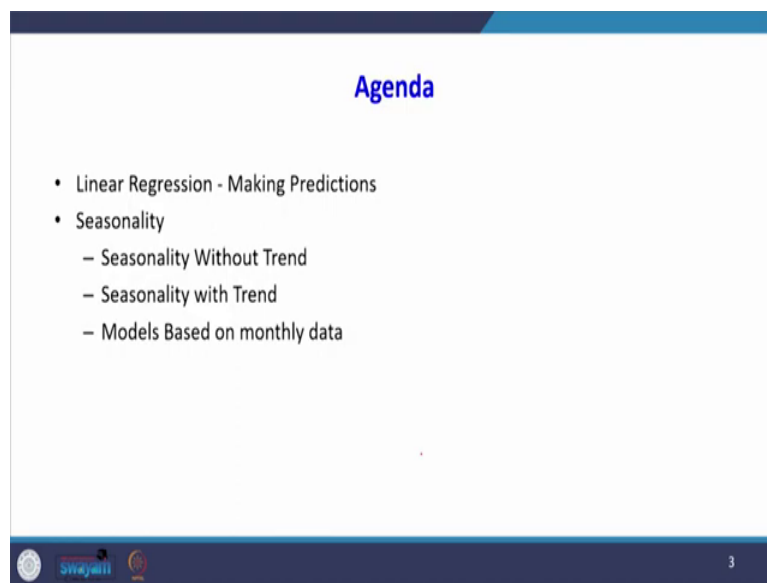 Agenda
• Linear Regression - Making Predictions
• Seasonality
– Seasonality Without Trend
– Seasonality with Trend
– Models Based on monthly data
swayam
3